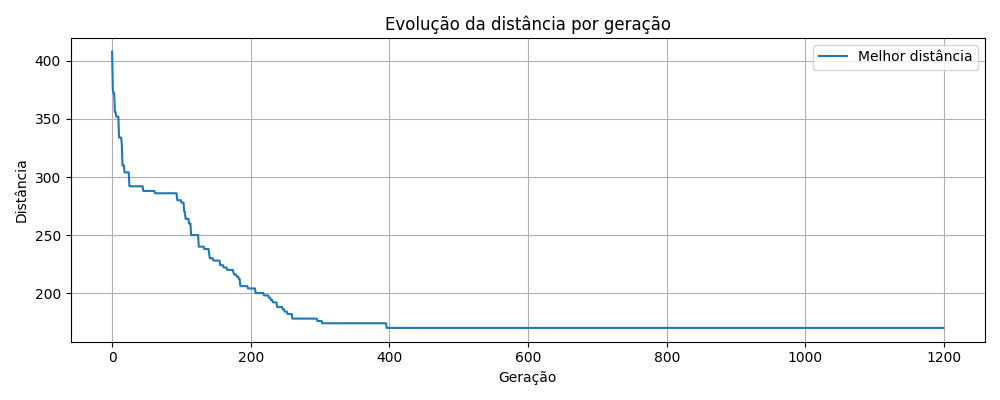 Evolução da distância por geração
Melhor distância
Distância
400
350
300
250
200
0 200 400 600 800 1000 1200
Geração